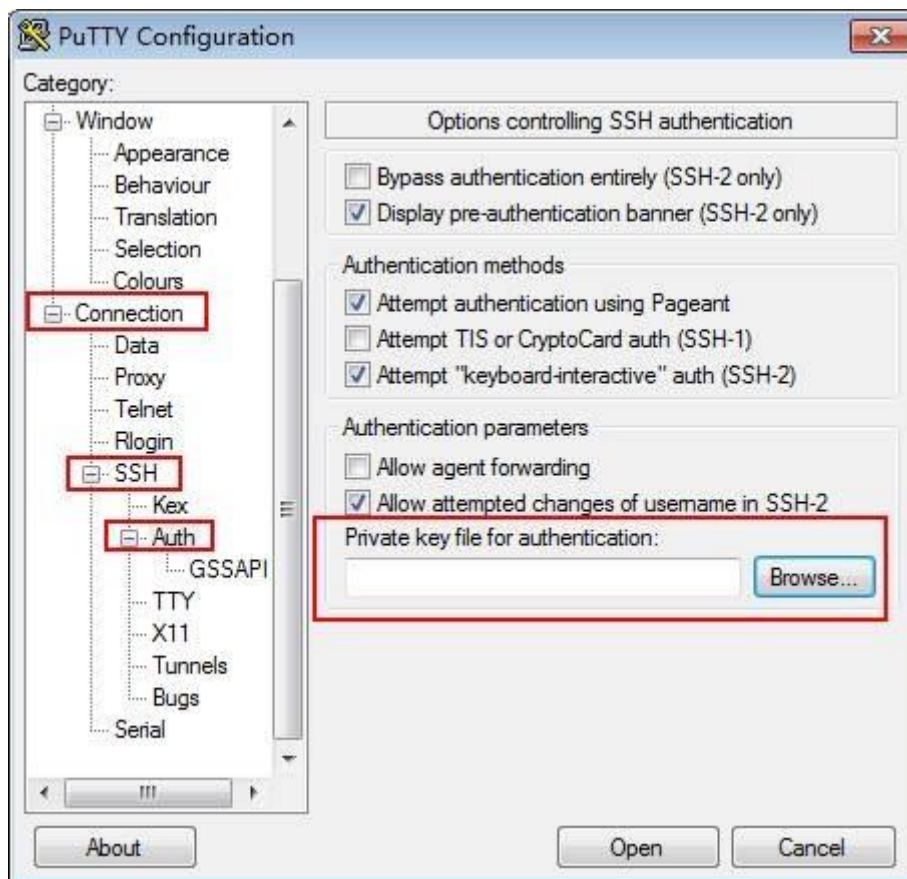 PuTTY Configuration
Category:
Window
Appearance
Behaviour
Translation
Selection
Colours
Connection
Data
Proxy
Telnet
Rlogin
SSH
Kex
Auth
GSSAPI
TTY
X11
Tunnels
Bugs
Serial
Options controlling SSH authentication
Bypass authentication entirely (SSH-2 only)
Display pre-authentication banner (SSH-2 only)
Authentication methods
Attempt authentication using Pageant
Attempt TIS or CryptoCard auth (SSH-1)
Attempt "keyboard-interactive" auth (SSH-2)
Authentication parameters
Allow agent forwarding
Allow attempted changes of username in SSH-2
Private key file for authentication:
Browse...
About
Open
Cancel